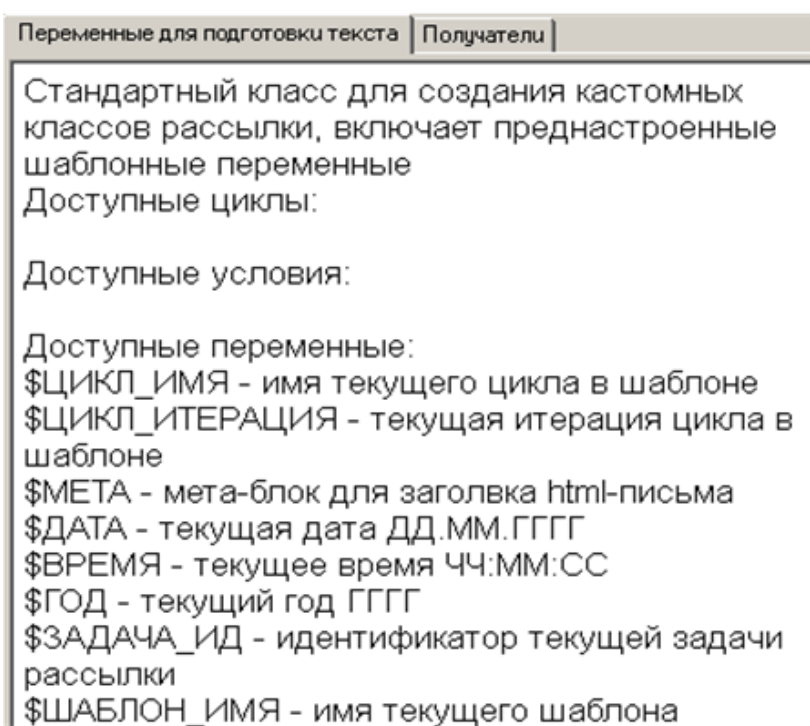 Переменные для подготовки текста Получатели
Стандартный класс для создания кастомных
классов рассылки, включает преднастроенные
шаблонные переменные
Доступные циклы:
Доступные условия:
Доступные переменные:
$ЦИКЛ_ИМЯ - имя текущего цикла в шаблоне
$ЦИКЛ_ИТЕРАЦИЯ - текущая итерация цикла в
шаблоне
$МЕТА - мета-блок для заголвка html-письма
$ДАТА - текущая дата ДД.ММ.ГГГГ
$ВРЕМЯ - текущее время ЧЧ:ММ:СС
$ГОД - текущий год ГГГГ
$ЗАДАЧА_ИД - идентификатор текущей задачи
рассылки
$ШАБЛОН_ИМЯ - имя текущего шаблона